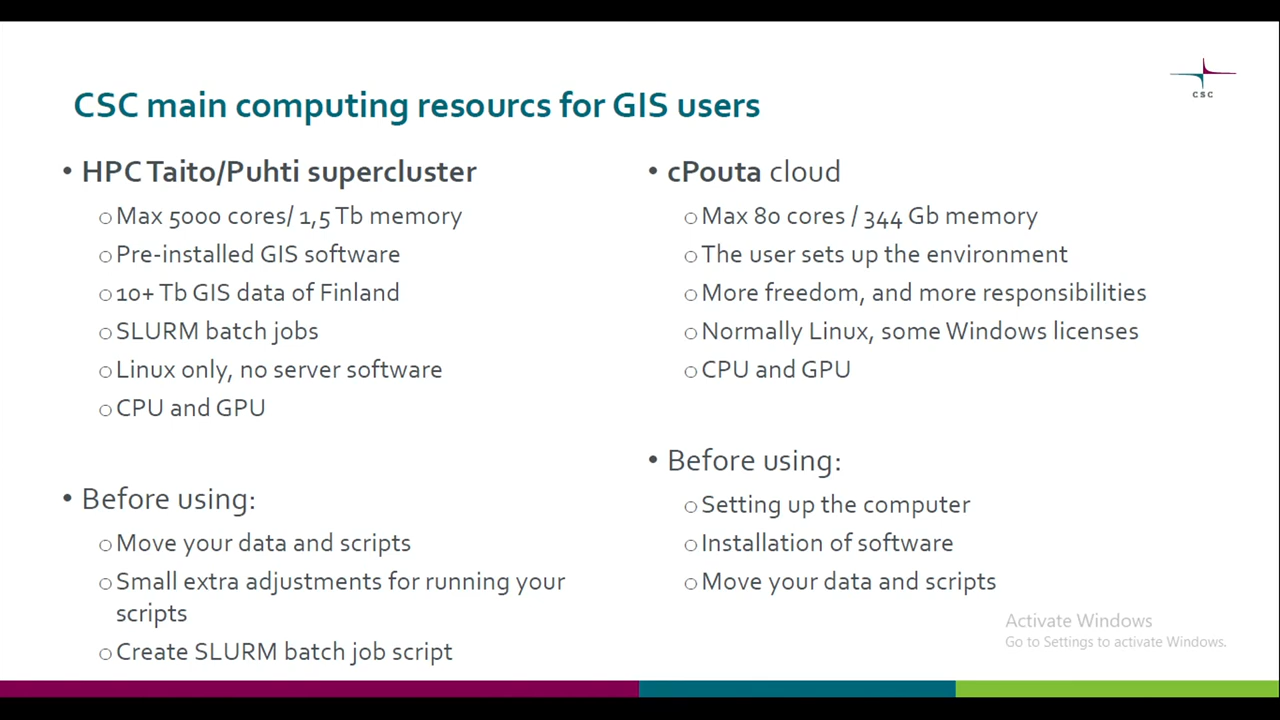 CSC
CSC main computing resourcs for GIS users
• HPC Taito/Puhti supercluster
○ Max 5000 cores/ 1,5 Tb memory
○ Pre-installed GIS software
○ 10+ Tb GIS data of Finland
○ SLURM batch jobs
○ Linux only, no server software
○ CPU and GPU
• Before using:
○ Move your data and scripts
○ Small extra adjustments for running your
scripts
○ Create SLURM batch job script
• cPouta cloud
○ Max 80 cores / 344 Gb memory
○ The user sets up the environment
○ More freedom, and more responsibilities
○ Normally Linux, some Windows licenses
○ CPU and GPU
• Before using:
○ Setting up the computer
○ Installation of software
○ Move your data and scripts
Activate Windows
Go to Settings to activate Windows.